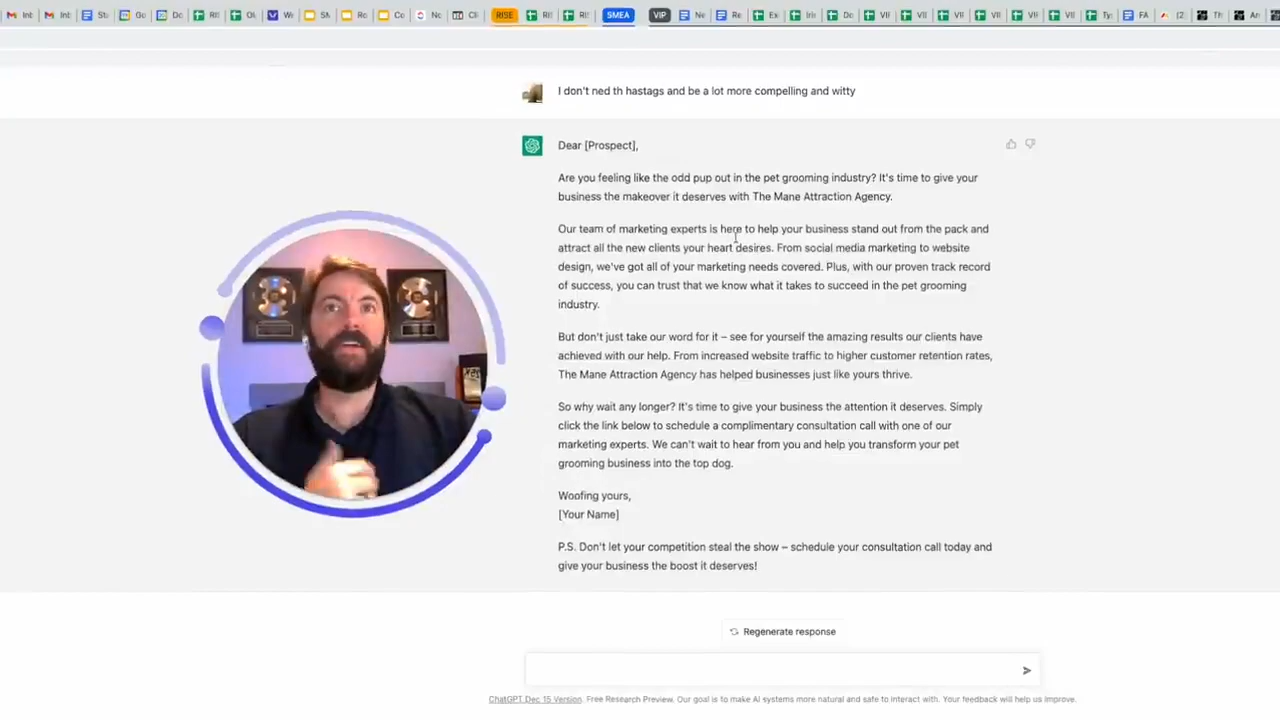 RISE
SMEA
VIP
I don't ned th hastags and be a lot more compelling and witty
Dear [Prospect],
Are you feeling like the odd pup out in the pet grooming industry? It's time to give your
business the makeover it deserves with The Mane Attraction Agency.
Our team of marketing experts is here to help your business stand out from the pack and
attract all the new clients your heart desires. From social media marketing to website
design, we've got all of your marketing needs covered. Plus, with our proven track record
of success, you can trust that we know what it takes to succeed in the pet grooming
industry.
But don't just take our word for it – see for yourself the amazing results our clients have
achieved with our help. From increased website traffic to higher customer retention rates,
The Mane Attraction Agency has helped businesses just like yours thrive.
So why wait any longer? It's time to give your business the attention it deserves. Simply
click the link below to schedule a complimentary consultation call with one of our
marketing experts. We can't wait to hear from you and help you transform your pet
grooming business into the top dog.
Woofing yours,
[Your Name]
P.S. Don't let your competition steal the show – schedule your consultation call today and
give your business the boost it deserves!
Regenerate response
ChatGPT Dec 15 Version. Free Research Preview. Our goal is to make AI systems more natural and safe to interact with. Your feedback will help us improve.